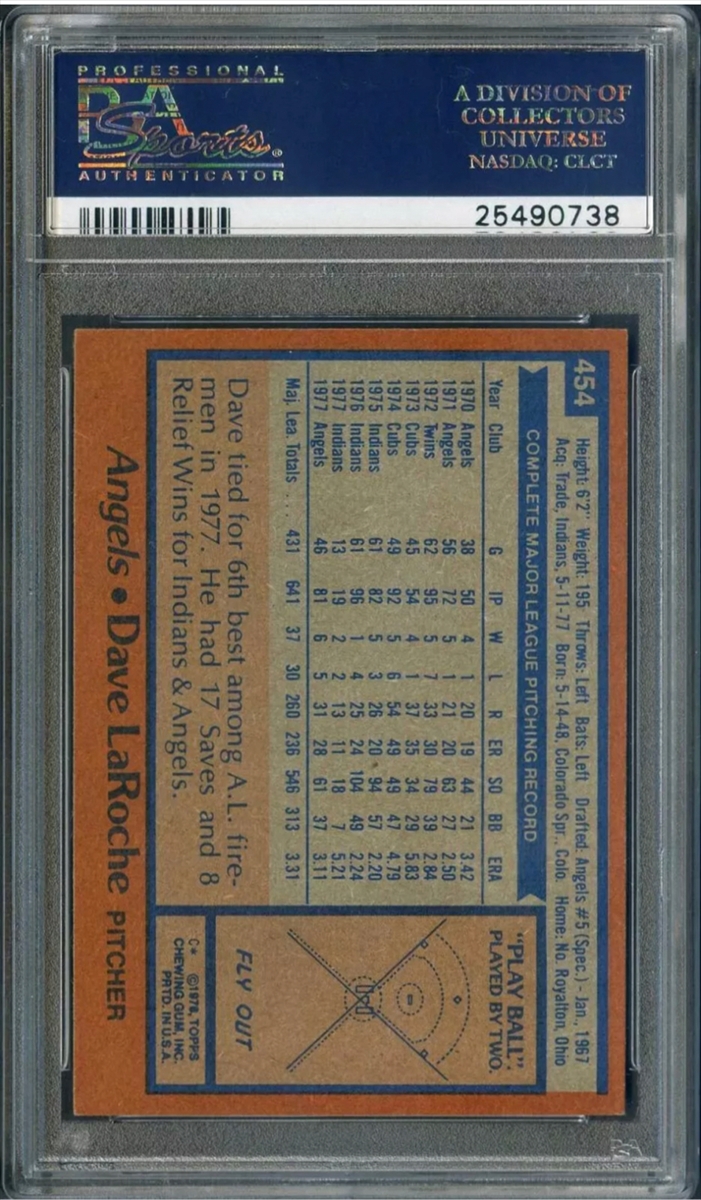 PROFESSIONAL
PSA
Sports®
AUTHENTICATOR
A DIVISION OF
COLLECTORS
UNIVERSE
NASDAQ: CLCT
25490738
454
Height: 6'2" Weight: 195 Throws: Left Bats: Left Drafted: Angels #5 (Spec.) - Jan., 1967
Acq: Trade, Indians, 5-11-77 Born: 5-14-48, Colorado Spr., Colo. Home: No. Royalton, Ohio
COMPLETE MAJOR LEAGUE PITCHING RECORD
Year Club G IP W L R ER SO BB ERA
1970 Angels 38 50 4 1 20 19 44 21 3.42
1971 Angels 56 72 5 1 21 20 63 27 2.50
1972 Twins 62 95 5 7 33 30 79 39 2.84
1973 Cubs 45 54 4 1 37 35 34 29 5.83
1974 Cubs 49 92 5 6 54 49 49 47 4.79
1975 Indians 61 82 5 3 26 20 94 57 2.20
1976 Indians 61 96 1 4 25 24 104 49 2.24
1977 Indians 13 19 2 2 13 11 18 7 5.21
1977 Angels 46 81 6 5 31 28 61 37 3.11
Maj. Lea. Totals ... 431 641 37 30 260 236 546 313 3.31
Dave tied for 6th best among A.L. fire-
men in 1977. He had 17 Saves and 8
Relief Wins for Indians & Angels.
"PLAY BALL".
PLAYED BY TWO.
FLY OUT
C* ©1978, TOPPS
CHEWING GUM, INC.
PRTD. IN U.S.A.
Angels • Dave LaRoche PITCHER
PSA